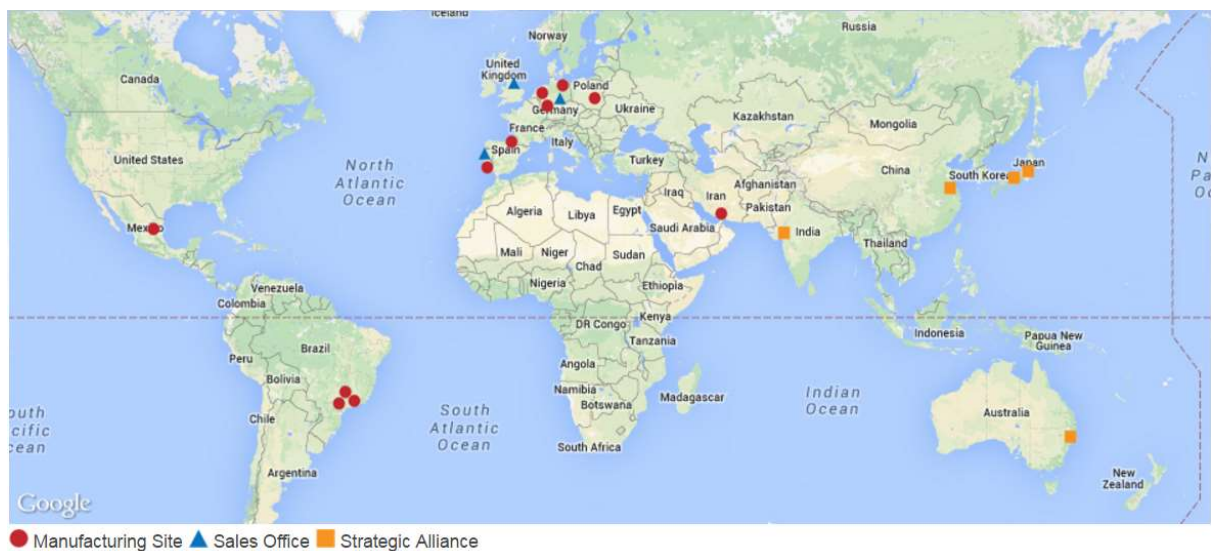 Iceland
Russia
Norway
Canada
United
Kingdom
Poland
Germany
Ukraine
France
Kazakhstan
Mongolia
Spain
Italy
United States
North
Atlantic
Ocean
Turkey
China
South Korea
Japan
Iraq
Iran
Afghanistan
Pakistan
Algeria
Libya
Egypt
Saudi Arabia
India
Mexico
Mali
Niger
Sudan
Chad
Thailand
Venezuela
Nigeria
Ethiopia
Colombia
Kenya
DR Congo
Indonesia
Papua New
Guinea
Tanzania
Peru
Brazil
Angola
Bolivia
Namibia
Botswana
Madagascar
Indian
Ocean
South
Atlantic
Ocean
Chile
Australia
South Africa
Argentina
New
Zealand
Google
Manufacturing Site Sales Office Strategic Alliance